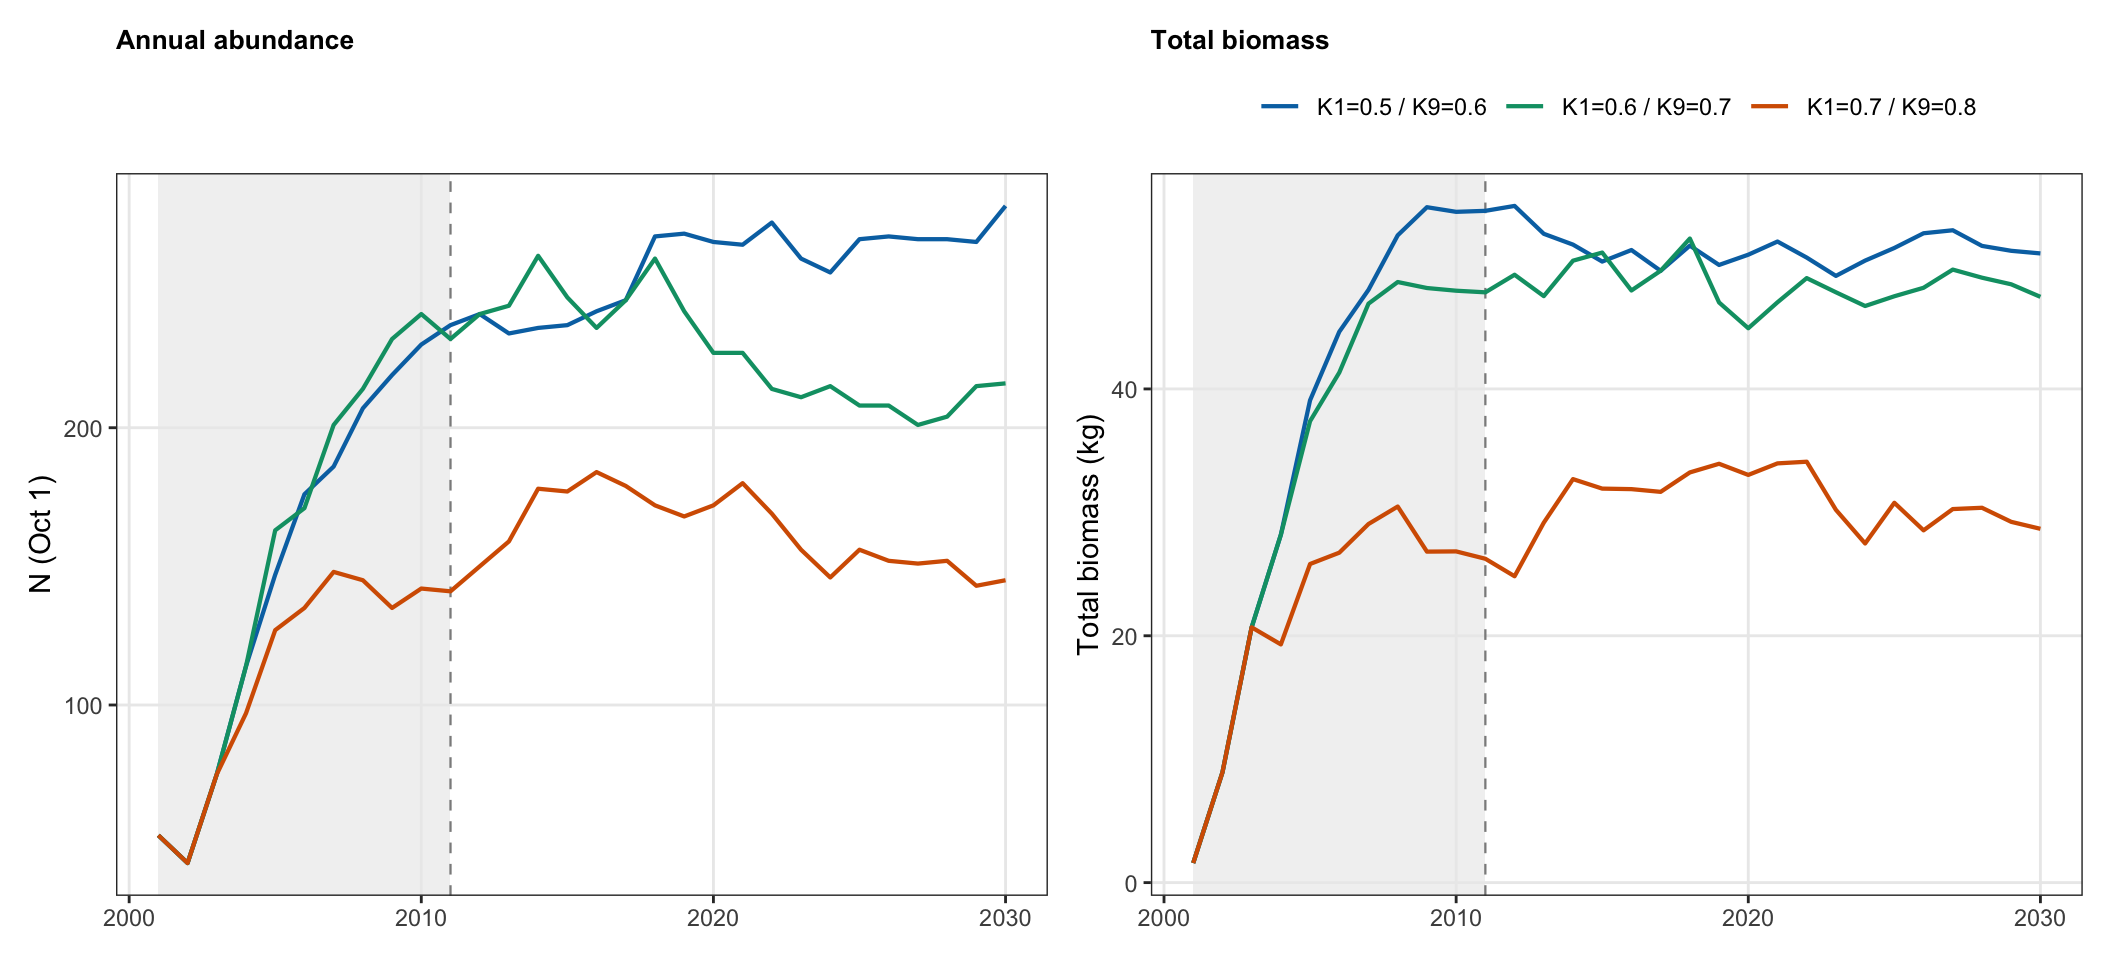 Annual abundance
Total biomass
K1=0.5 / K9=0.6
K1=0.6 / K9=0.7
K1=0.7 / K9=0.8
N (Oct 1)
200
100
2000
2010
2020
2030
Total biomass (kg)
40
20
0
2000
2010
2020
2030